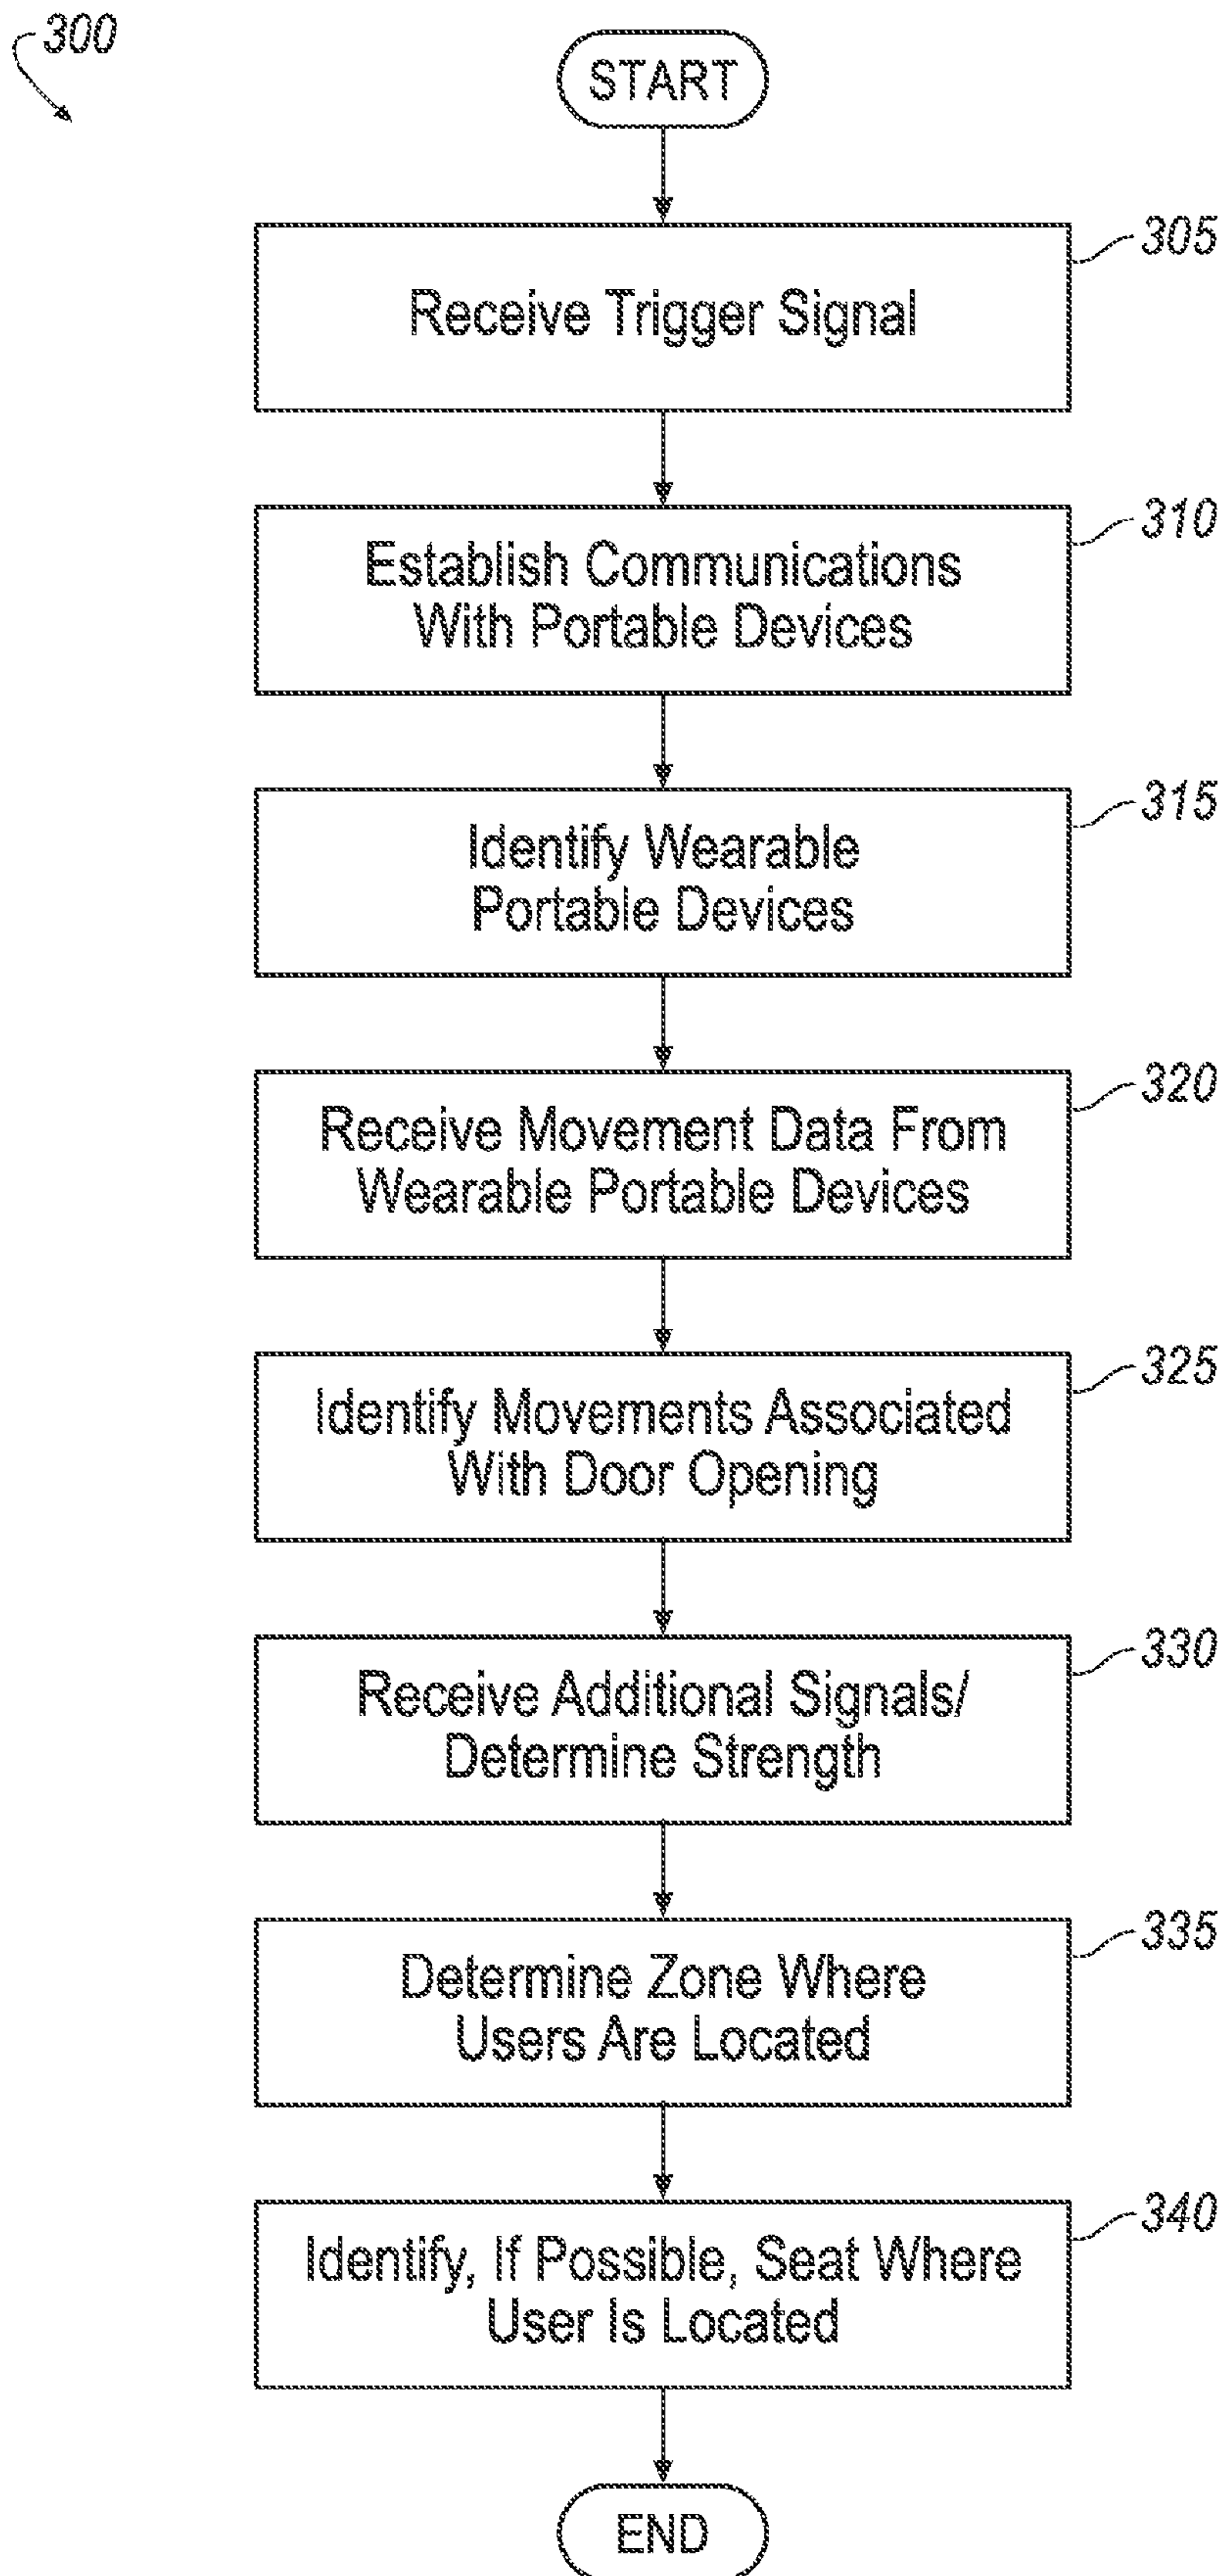 300
START
305
Receive Trigger Signal
310
Establish Communications
With Portable Devices
315
Identify Wearable
Portable Devices
320
Receive Movement Data From
Wearable Portable Devices
325
Identify Movements Associated
With Door Opening
330
Receive Additional Signals/
Determine Strength
335
Determine Zone Where
Users Are Located
340
Identify, If Possible, Seat Where
User Is Located
END